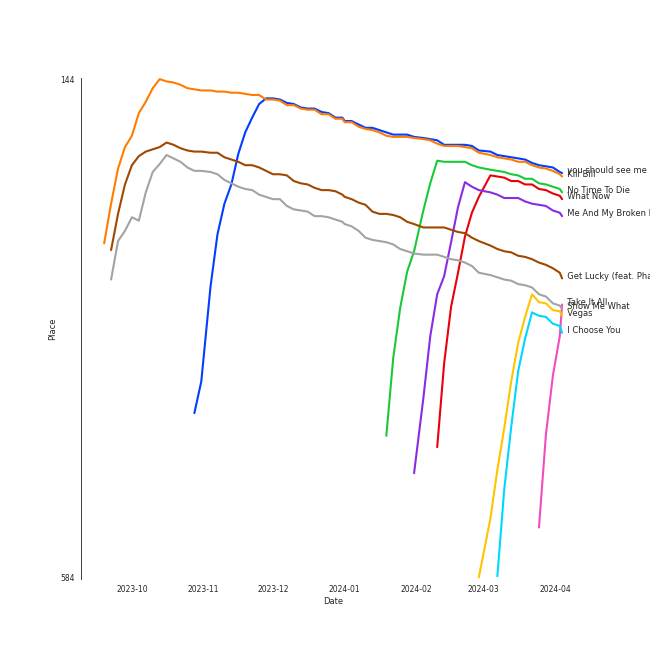 144
you should see me
Kill Bill
No Time To Die
What Now
Me And My Broken
Get Lucky (feat. Pha
Take It All
Show Me What
Vegas
I Choose You
Place
584
2023-10
2023-11
2023-12
2024-01
2024-02
2024-03
2024-04
Date